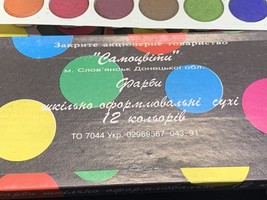 Закрите акціонерне товариство
"Самоцвіти"
м. Слов'янськ Донецької обл.
Фарби
шкільно оформлювальні сухі
12 кольорів
ТО 7044 Укр. 02969567-043-91